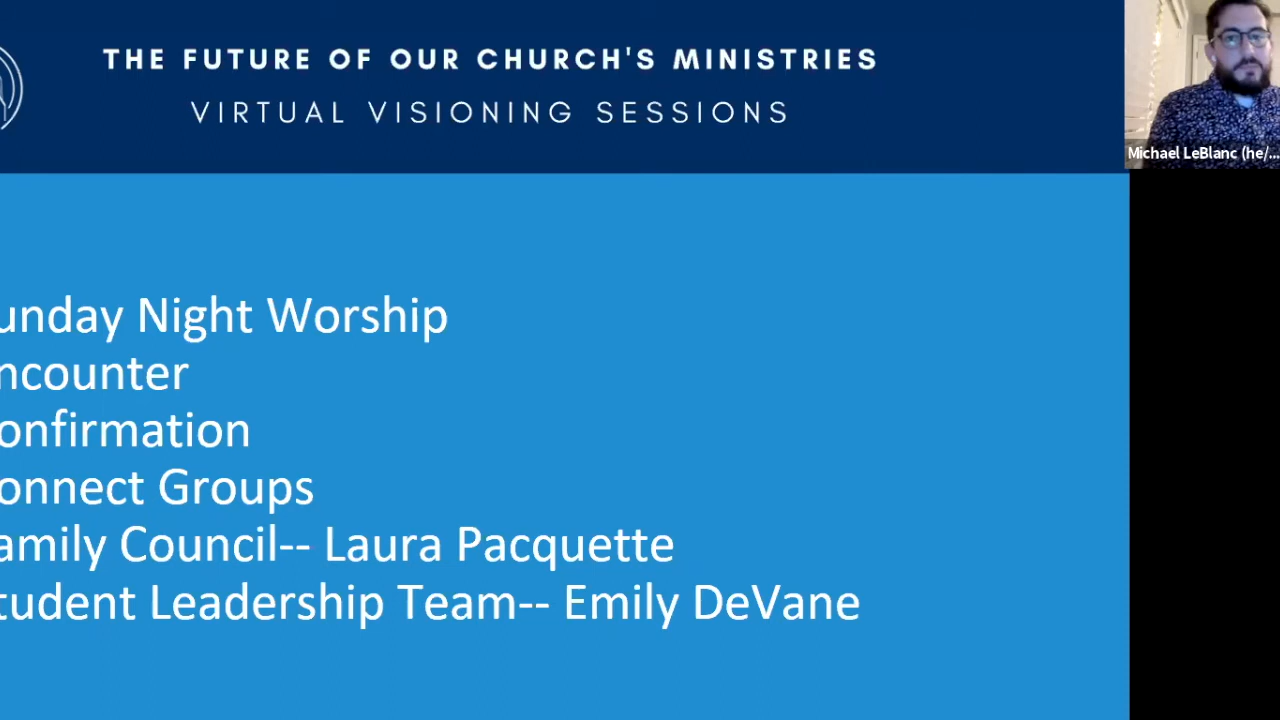 THE FUTURE OF OUR CHURCH'S MINISTRIES
VIRTUAL VISIONING SESSIONS
Michael LeBlanc (he/...
unday Night Worship
ncounter
onfirmation
onnect Groups
amily Council-- Laura Pacquette
tudent Leadership Team-- Emily DeVane